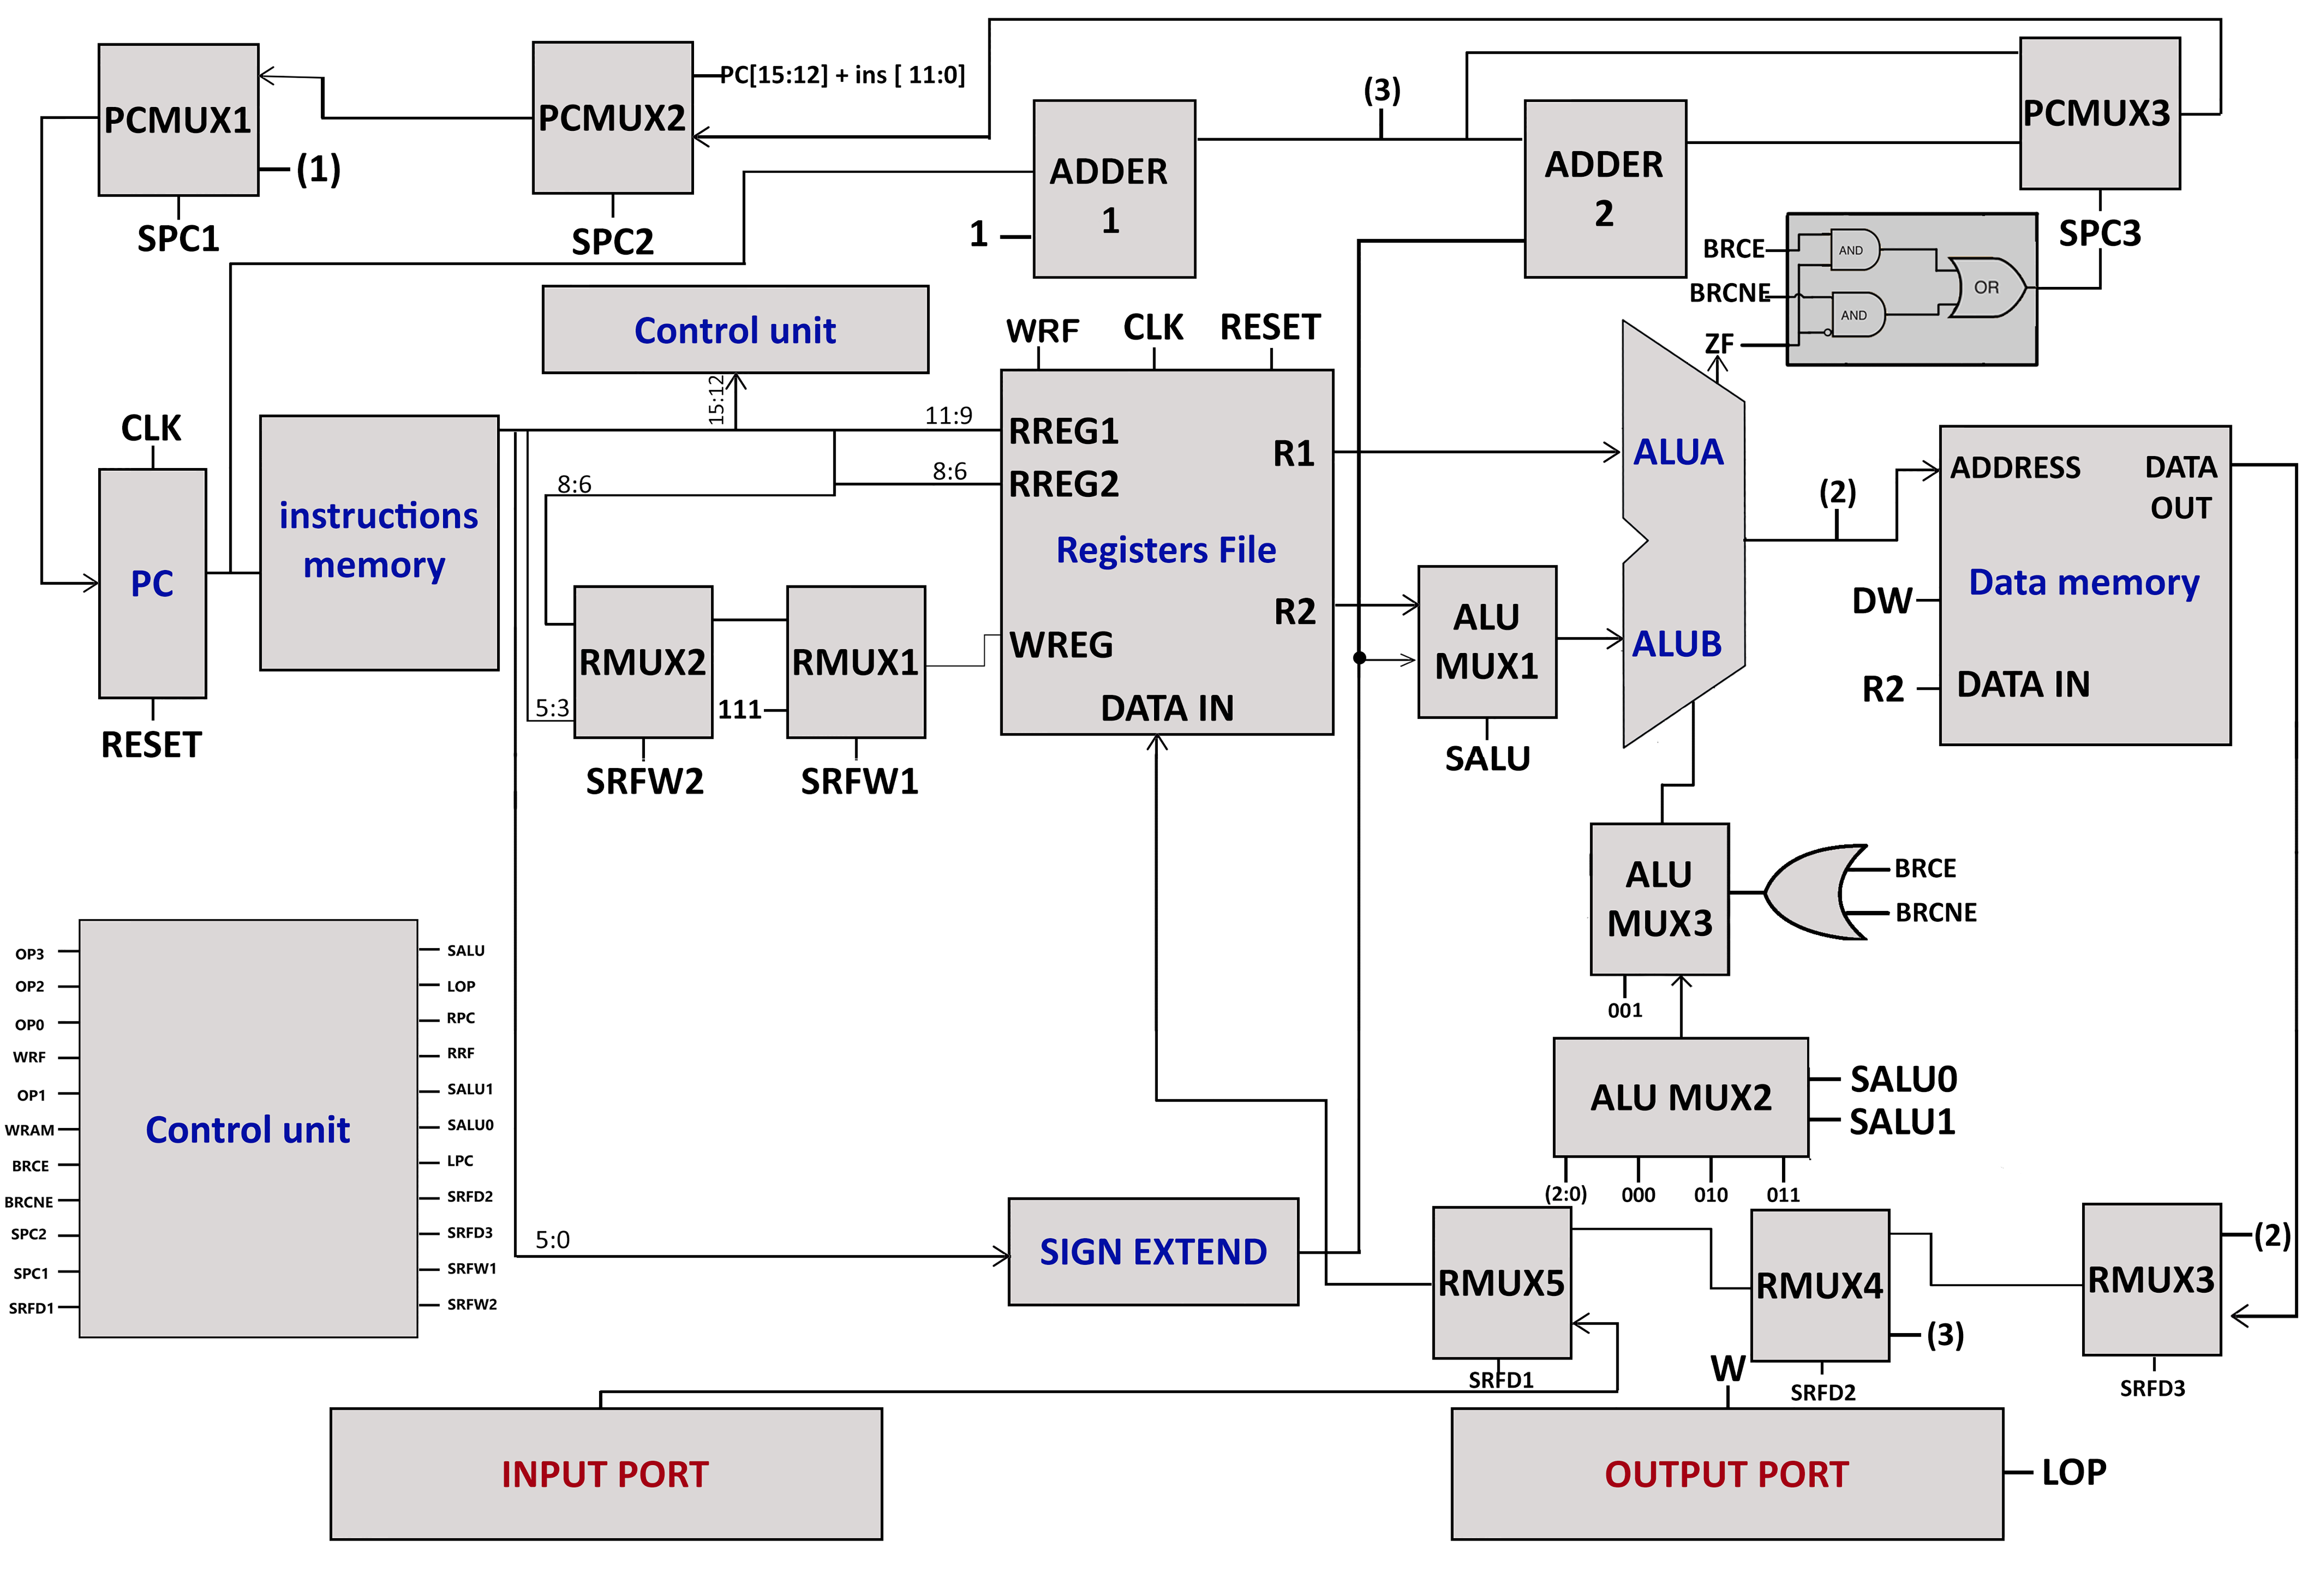 PCMUX1
(1)
SPC1
PCMUX2
PC[15:12] + ins [ 11:0]
SPC2
ADDER
1
1
(3)
ADDER
2
PCMUX3
SPC3
BRCE
BRCNE
ZF
AND
AND
OR
Control unit
15:12
WRF
CLK
RESET
11:9
RREG1
8:6
RREG2
8:6
Registers File
R1
R2
WREG
DATA IN
CLK
PC
RESET
instructions
memory
RMUX2
5:3
SRFW2
RMUX1
111
SRFW1
ALU
MUX1
SALU
ALUA
ALUB
(2)
ADDRESS
DATA
OUT
Data memory
DW
R2
DATA IN
ALU
MUX3
BRCE
BRCNE
001
ALU MUX2
SALU0
SALU1
(2:0)
000
010
011
OP3
OP2
OP0
WRF
OP1
WRAM
BRCE
BRCNE
SPC2
SPC1
SRFD1
Control unit
SALU
LOP
RPC
RRF
SALU1
SALU0
LPC
SRFD2
SRFD3
SRFW1
SRFW2
5:0
SIGN EXTEND
RMUX5
SRFD1
RMUX4
(3)
SRFD2
RMUX3
(2)
SRFD3
INPUT PORT
W
OUTPUT PORT
LOP